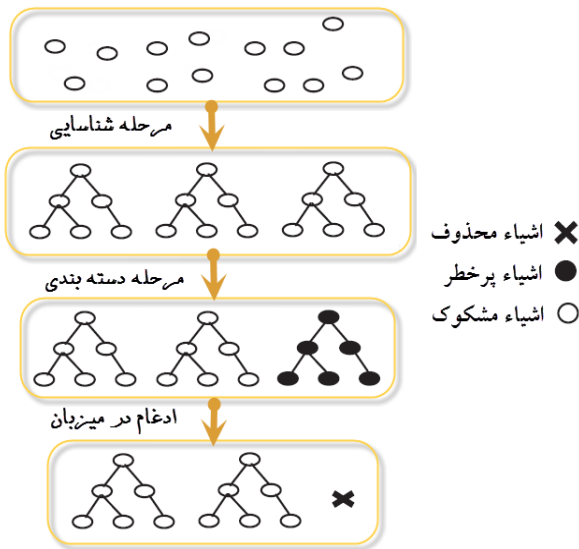 مرحله شناسایی
مرحله دسته بندی
ادغام در میزبان
اشیاء محذوف
اشیاء پرخطر
اشیاء مشکوک